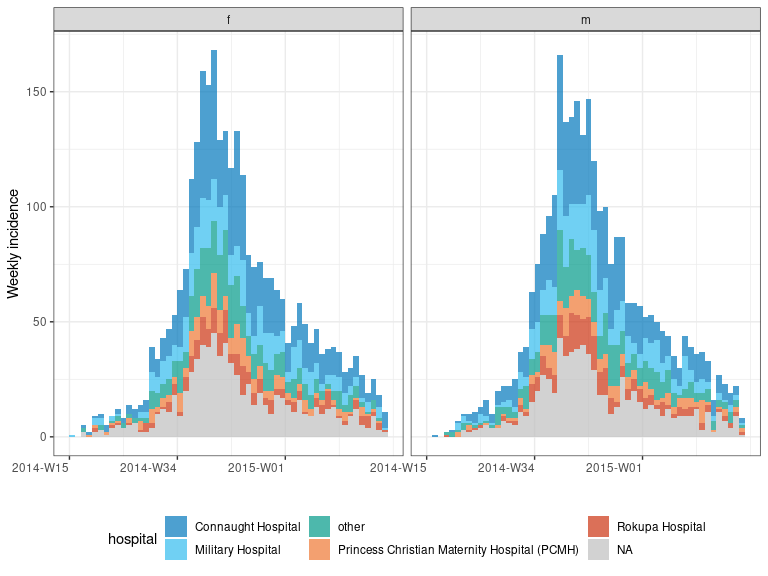 f m
Weekly incidence
150
100
50
0
2014-W15 2014-W34 2015-W01 2014-W15 2014-W34 2015-W01
hospital
Connaught Hospital other Rokupa Hospital
Military Hospital Princess Christian Maternity Hospital (PCMH) NA